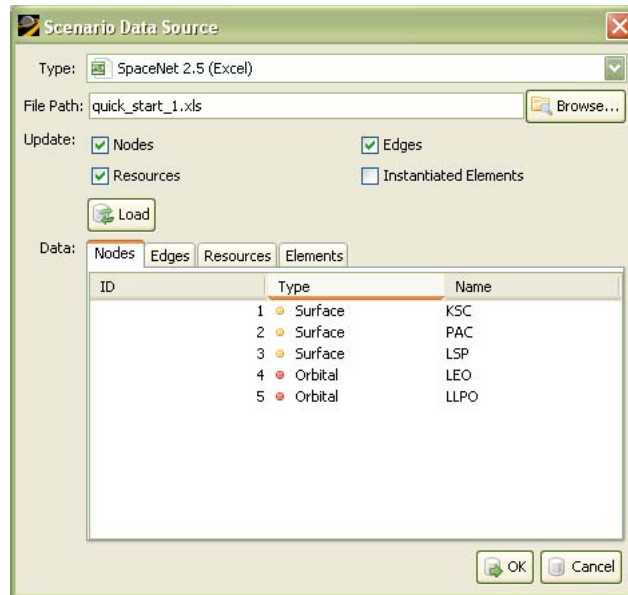 Scenario Data Source
Type: SpaceNet 2.5 (Excel)
File Path: quick_start_1.xls Browse...
Update: Nodes Edges
Resources Instantiated Elements
Load
Data: Nodes Edges Resources Elements
ID Type Name
1 Surface KSC
2 Surface PAC
3 Surface LSP
4 Orbital LEO
5 Orbital LLPO
OK Cancel